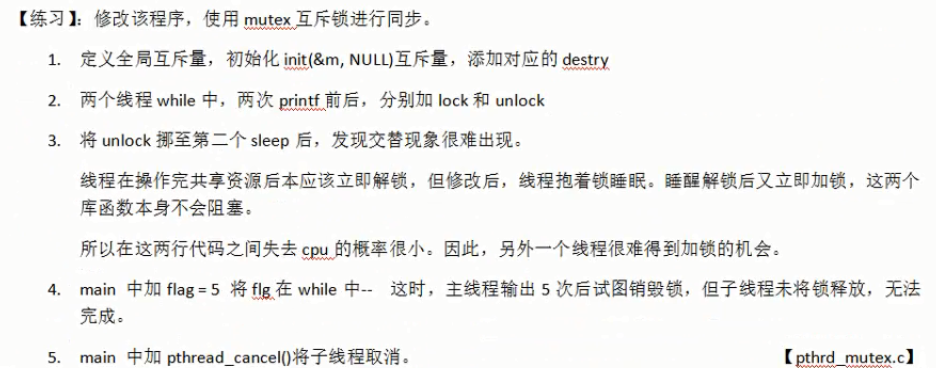 【练习】：修改该程序，使用 mutex 互斥锁进行同步。
1. 定义全局互斥量，初始化 init(&m, NULL)互斥量，添加对应的 destry
2. 两个线程 while 中，两次 printf 前后，分别加 lock 和 unlock
3. 将 unlock 挪至第二个 sleep 后，发现交替现象很难出现。
线程在操作完共享资源后本应该立即解锁，但修改后，线程抱着锁睡眠。睡醒解锁后又立即加锁，这两个
库函数本身不会阻塞。
所以在这两行代码之间失去 cpu 的概率很小。因此，另外一个线程很难得到加锁的机会。
4. main 中加 flag = 5 将 flg 在 while 中-- 这时，主线程输出 5 次后试图销毁锁，但子线程未将锁释放，无法
完成。
5. main 中加 pthread_cancel()将子线程取消。 【pthrd_mutex.c】